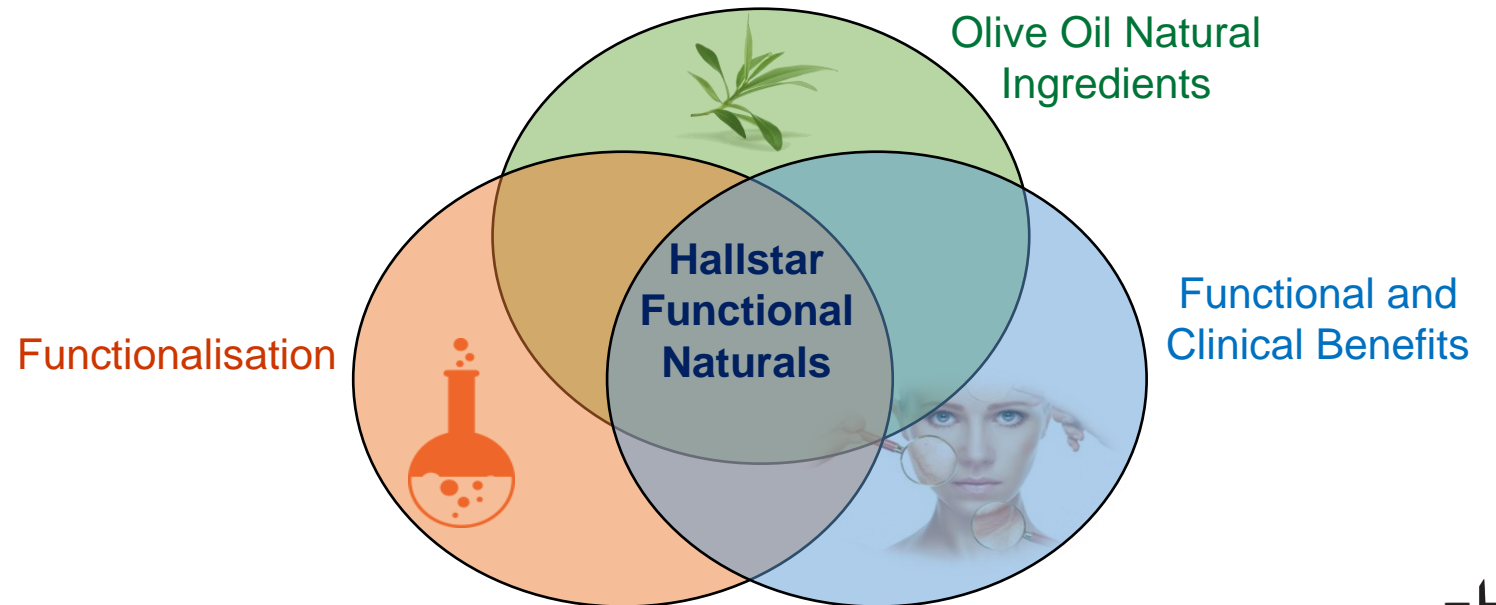 Olive Oil Natural
Ingredients
Hallstar
Functional
Naturals
Functional and
Clinical Benefits
Functionalisation